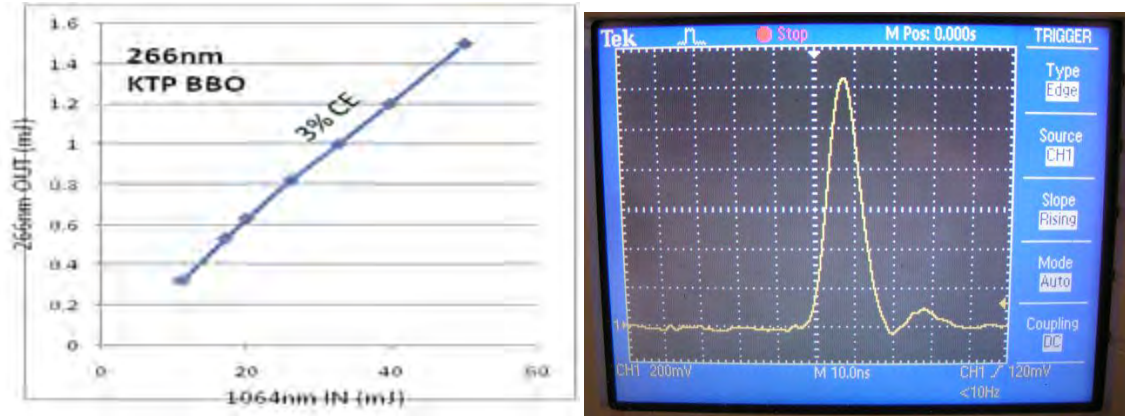 1.6
1.4
1.2
1
0.8
0.6
0.4
0.2
0
266nm OUT (mJ)
266nm
KTP BBO
3% CE
0 20 40 60
1064nm IN (mJ)
Tek Stop M Pos: 0.000s TRIGGER
Type
Edge
Source
CH1
Slope
Rising
Mode
Auto
Coupling
DC
1
CH1 200mV M 10.0ns CH1 120mV
<10Hz